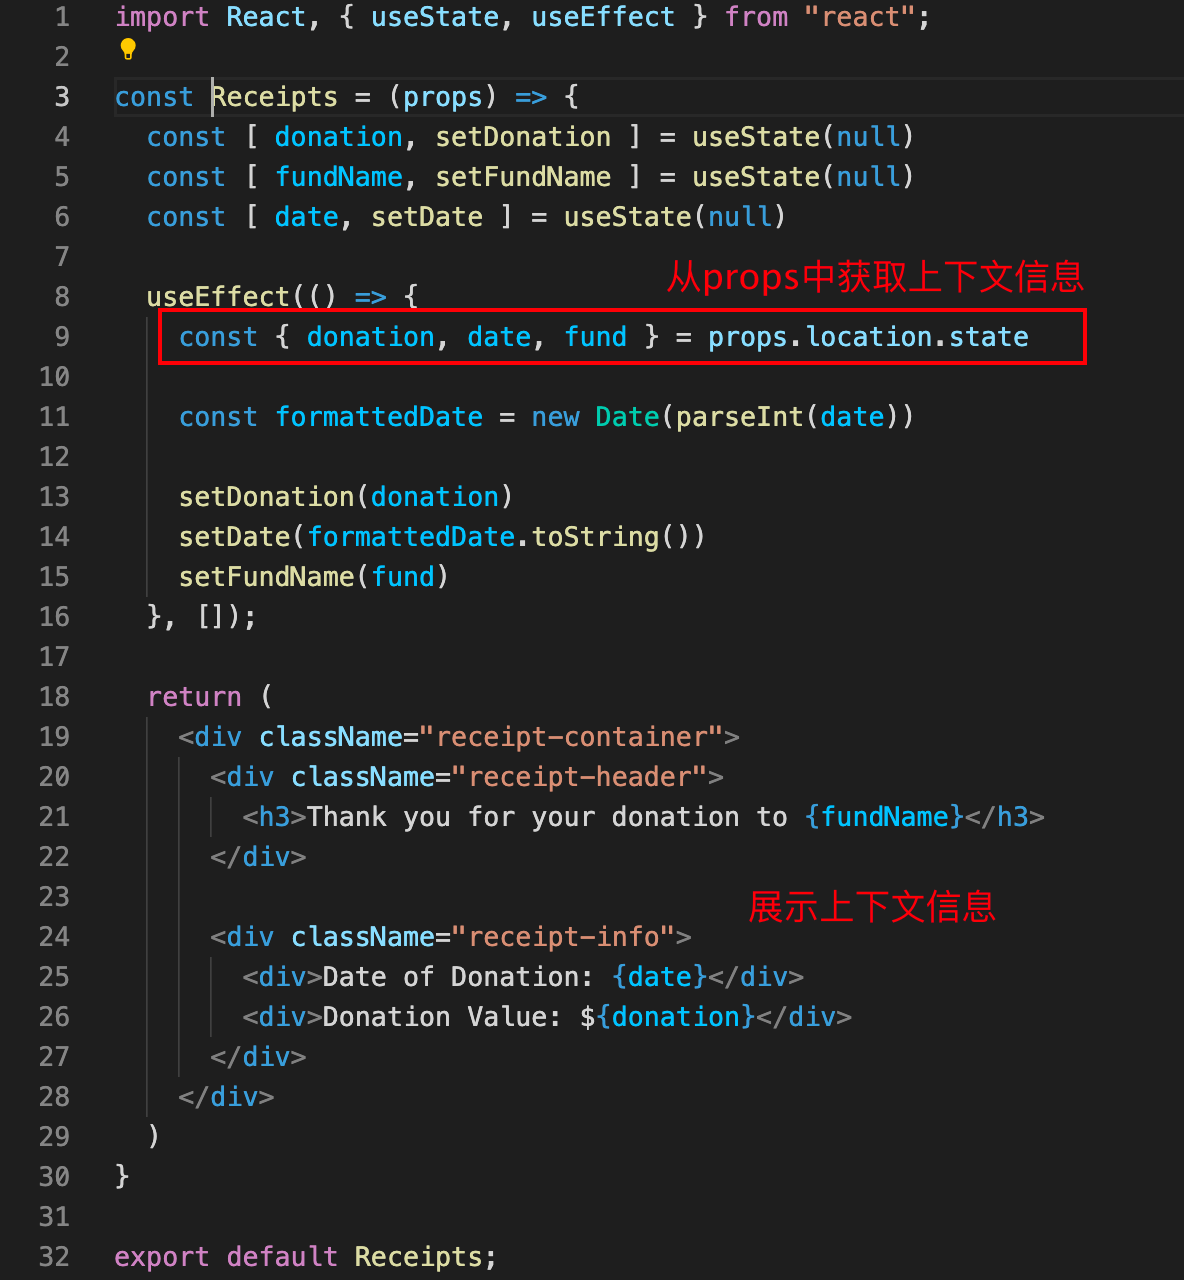 1 import React, { useState, useEffect } from "react";
2
3 const Receipts = (props) => {
4 const [ donation, setDonation ] = useState(null)
5 const [ fundName, setFundName ] = useState(null)
6 const [ date, setDate ] = useState(null)
7
从props中获取上下文信息
8 useEffect(() => {
9 const { donation, date, fund } = props.location.state
10
11 const formattedDate = new Date(parseInt(date))
12
13 setDonation(donation)
14 setDate(formattedDate.toString())
15 setFundName(fund)
16 }, []);
17
18 return (
19 <div className="receipt-container">
20 <div className="receipt-header">
21 <h3>Thank you for your donation to {fundName}</h3>
22 </div>
23
展示上下文信息
24 <div className="receipt-info">
25 <div>Date of Donation: {date}</div>
26 <div>Donation Value: ${donation}</div>
27 </div>
28 </div>
29 )
30 }
31
32 export default Receipts;